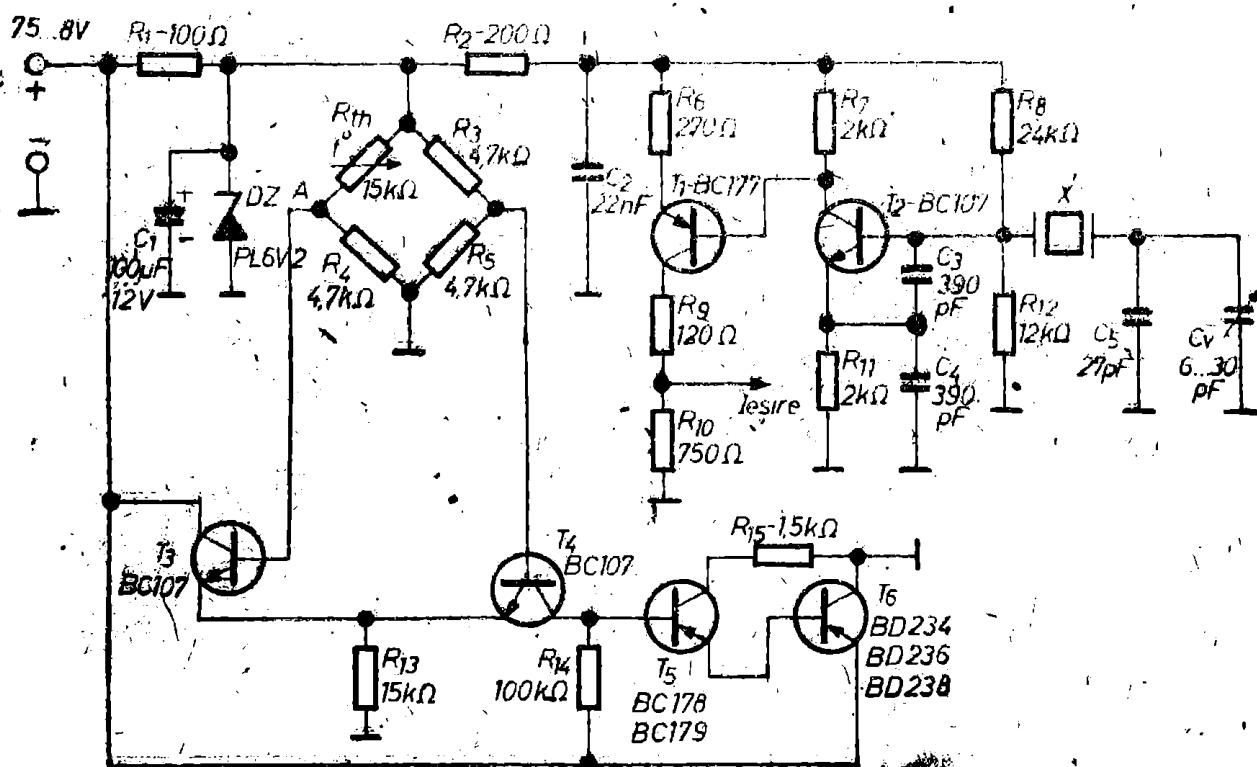 75...8V
+
−
R1-100Ω
R2-200Ω
Rth
t°
15kΩ
R3
4,7kΩ
A
R4
4,7kΩ
R5
4,7kΩ
C1
100μF
12V
+
-
DZ
PL6V2
C2
22nF
R6
270Ω
T1-BC177
R7
2kΩ
T2-BC107
R8
24kΩ
X
R9
120Ω
Iesire
R10
750Ω
C3
390
pF
R11
2kΩ
C4
390
pF
R12
12kΩ
C5
27pF
CV
6...30
pF
T3
BC107
T4
BC107
R13
15kΩ
R14
100kΩ
R15-1,5kΩ
T5
BC178
BC179
T6
BD234
BD236
BD238